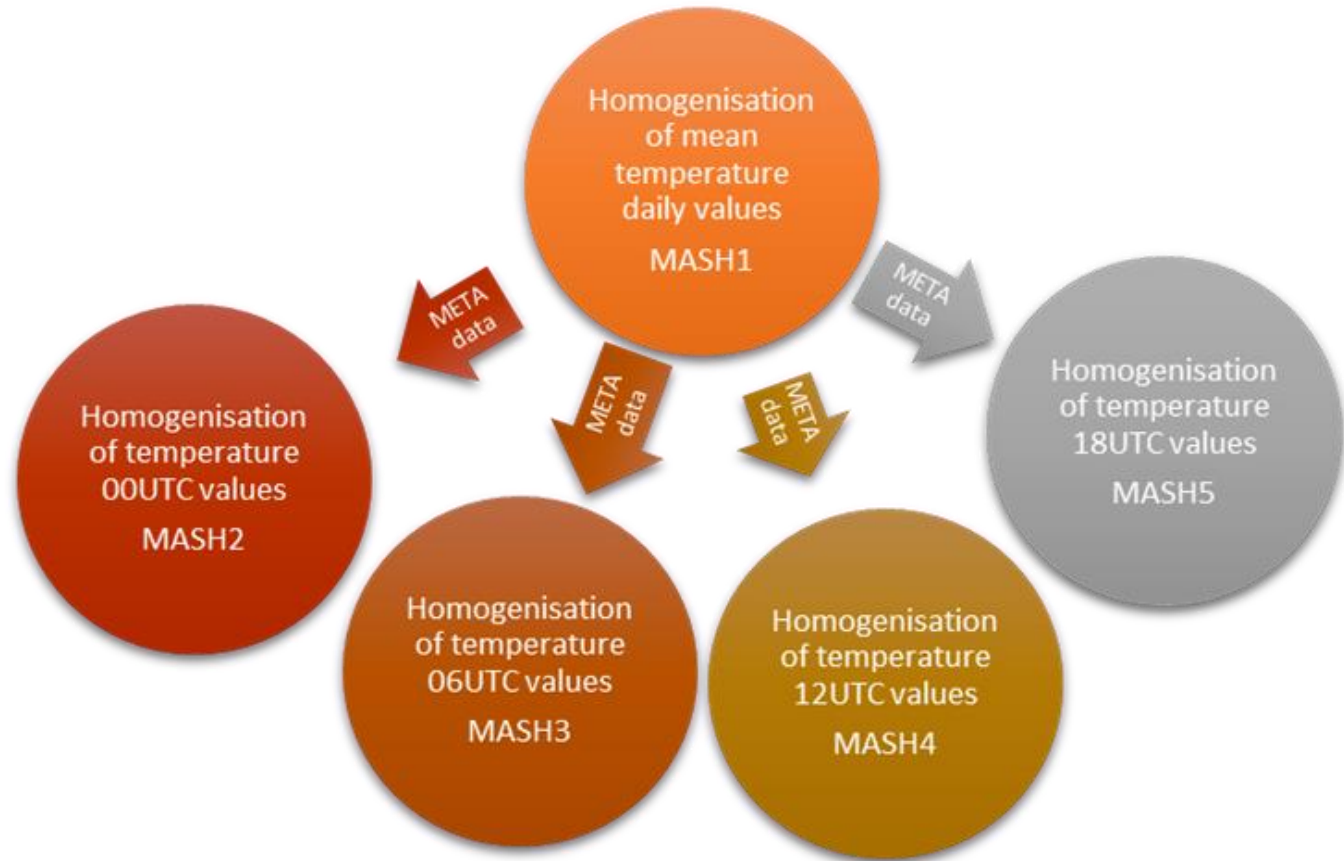 Homogenisation
of mean
temperature
daily values
MASH1
META
data
META
data
META
data
META
data
Homogenisation
of temperature
00UTC values
MASH2
Homogenisation
of temperature
06UTC values
MASH3
Homogenisation
of temperature
12UTC values
MASH4
Homogenisation
of temperature
18UTC values
MASH5